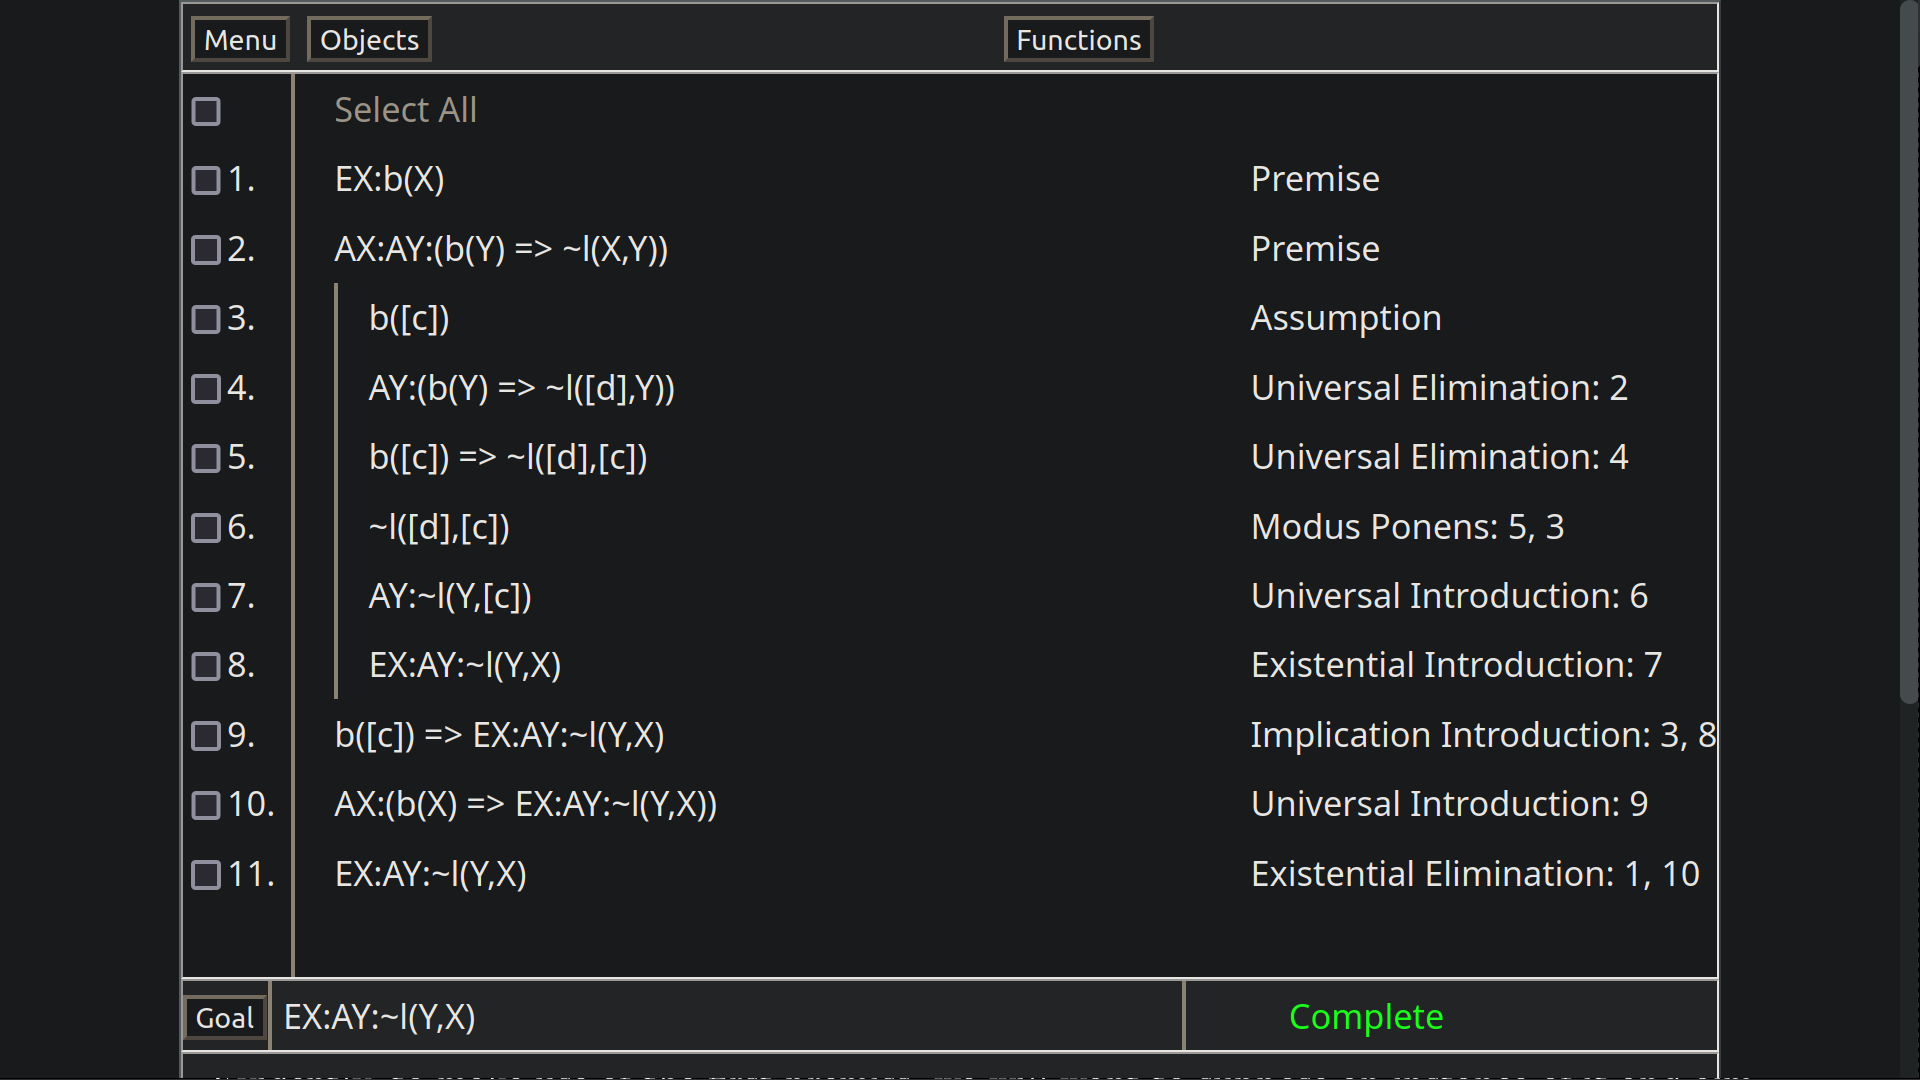 Menu Objects Functions
Select All
1. EX:b(X) Premise
2. AX:AY:(b(Y) => ~l(X,Y)) Premise
3. b([c]) Assumption
4. AY:(b(Y) => ~l([d],Y)) Universal Elimination: 2
5. b([c]) => ~l([d],[c]) Universal Elimination: 4
6. ~l([d],[c]) Modus Ponens: 5, 3
7. AY:~l(Y,[c]) Universal Introduction: 6
8. EX:AY:~l(Y,X) Existential Introduction: 7
9. b([c]) => EX:AY:~l(Y,X) Implication Introduction: 3, 8
10. AX:(b(X) => EX:AY:~l(Y,X)) Universal Introduction: 9
11. EX:AY:~l(Y,X) Existential Elimination: 1, 10
Goal EX:AY:~l(Y,X) Complete